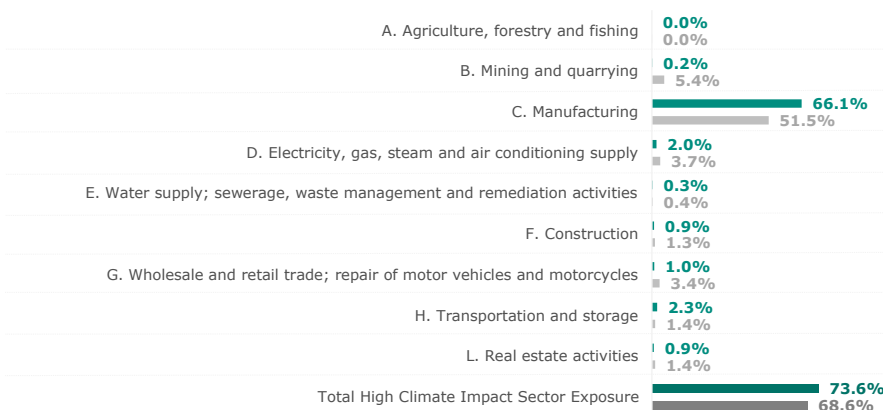 A. Agriculture, forestry and fishing
0.0%
0.0%
B. Mining and quarrying
0.2%
5.4%
C. Manufacturing
66.1%
51.5%
D. Electricity, gas, steam and air conditioning supply
2.0%
3.7%
E. Water supply; sewerage, waste management and remediation activities
0.3%
0.4%
F. Construction
0.9%
1.3%
G. Wholesale and retail trade; repair of motor vehicles and motorcycles
1.0%
3.4%
H. Transportation and storage
2.3%
1.4%
L. Real estate activities
0.9%
1.4%
Total High Climate Impact Sector Exposure
73.6%
68.6%